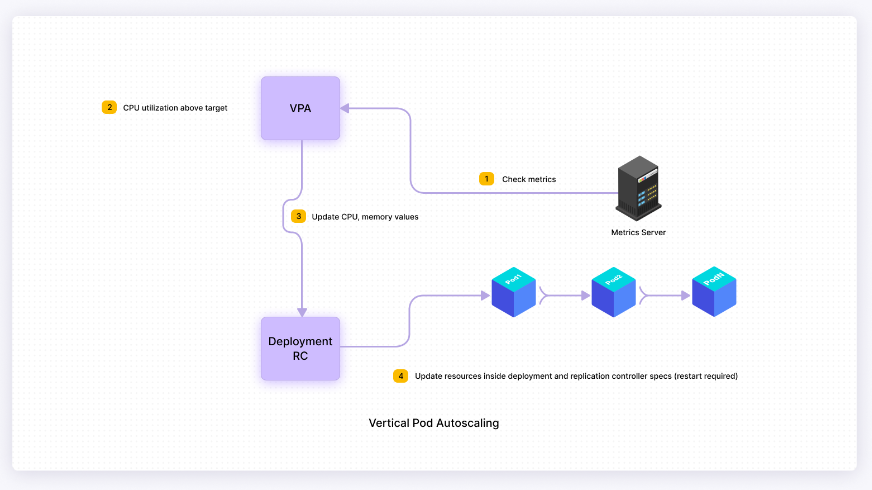 VPA
2 CPU utilization above target
1 Check metrics
Metrics Server
3 Update CPU, memory values
Pod1
Pod2
PodN
Deployment
RC
4 Update resources inside deployment and replication controller specs (restart required)
Vertical Pod Autoscaling